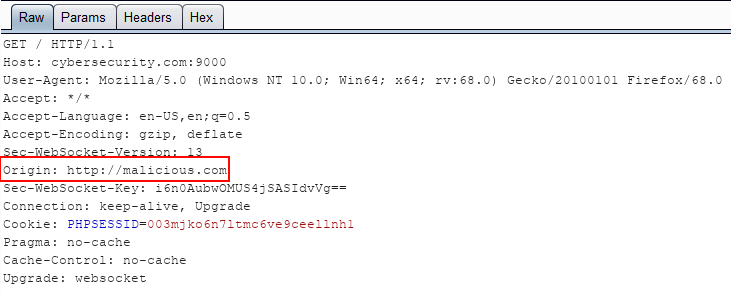 Raw Params Headers Hex
GET / HTTP/1.1
Host: cybersecurity.com:9000
User-Agent: Mozilla/5.0 (Windows NT 10.0; Win64; x64; rv:68.0) Gecko/20100101 Firefox/68.0
Accept: */*
Accept-Language: en-US,en;q=0.5
Accept-Encoding: gzip, deflate
Sec-WebSocket-Version: 13
Origin: http://malicious.com
Sec-WebSocket-Key: i6n0AubwOMUS4jSASIdvVg==
Connection: keep-alive, Upgrade
Cookie: PHPSESSID=003mjko6n7ltmc6ve9ceellnh1
Pragma: no-cache
Cache-Control: no-cache
Upgrade: websocket